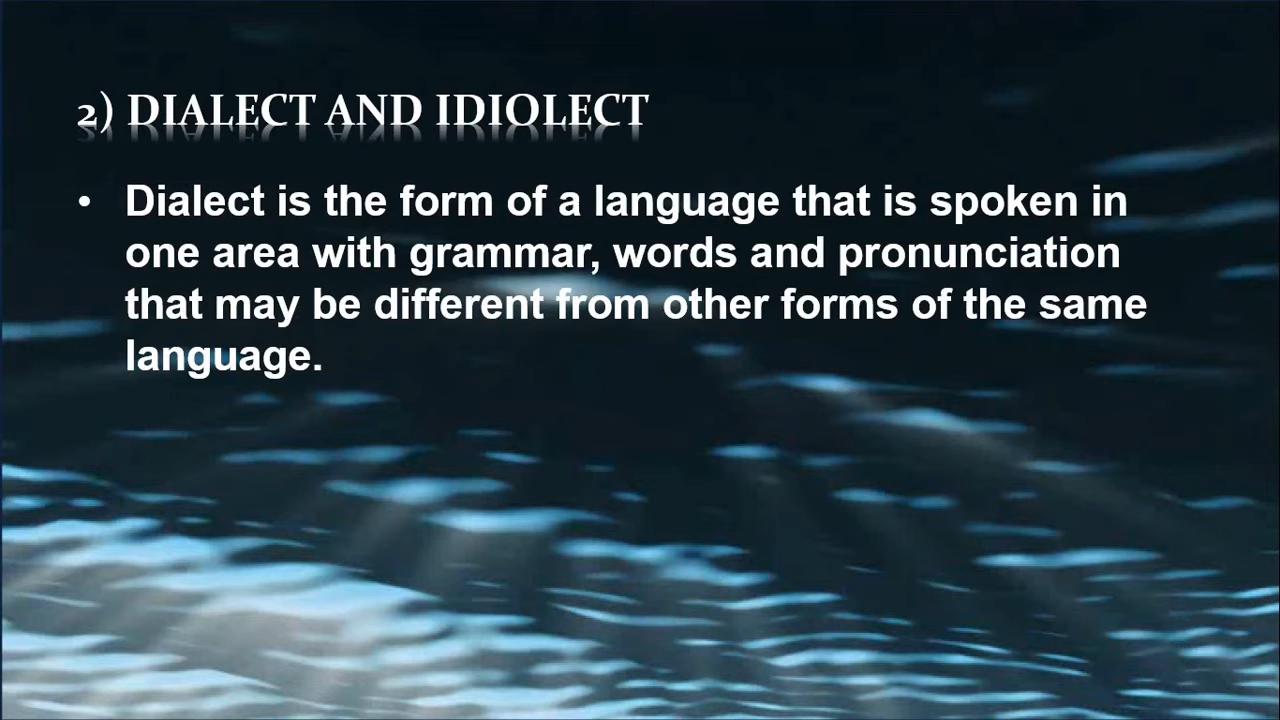 2) DIALECT AND IDIOLECT
• Dialect is the form of a language that is spoken in
one area with grammar, words and pronunciation
that may be different from other forms of the same
language.